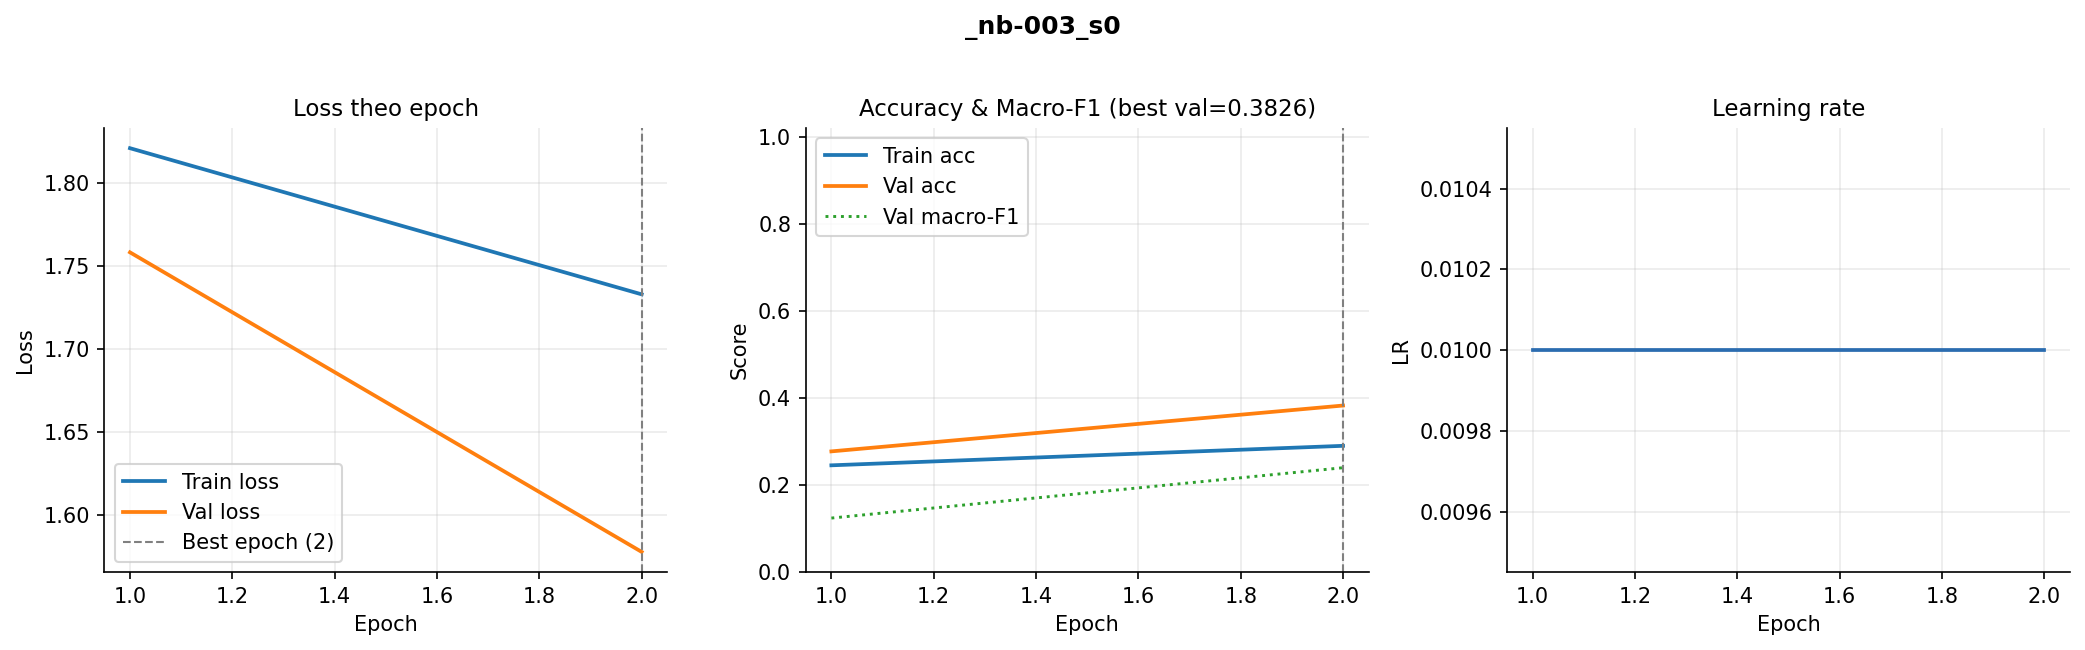 _nb-003_s0
Loss theo epoch
1.80
1.75
1.70
1.65
1.60
Loss
Train loss
Val loss
Best epoch (2)
1.0 1.2 1.4 1.6 1.8 2.0
Epoch
Accuracy & Macro-F1 (best val=0.3826)
1.0
0.8
0.6
0.4
0.2
0.0
Score
Train acc
Val acc
Val macro-F1
1.0 1.2 1.4 1.6 1.8 2.0
Epoch
Learning rate
0.0104
0.0102
0.0100
0.0098
0.0096
LR
1.0 1.2 1.4 1.6 1.8 2.0
Epoch